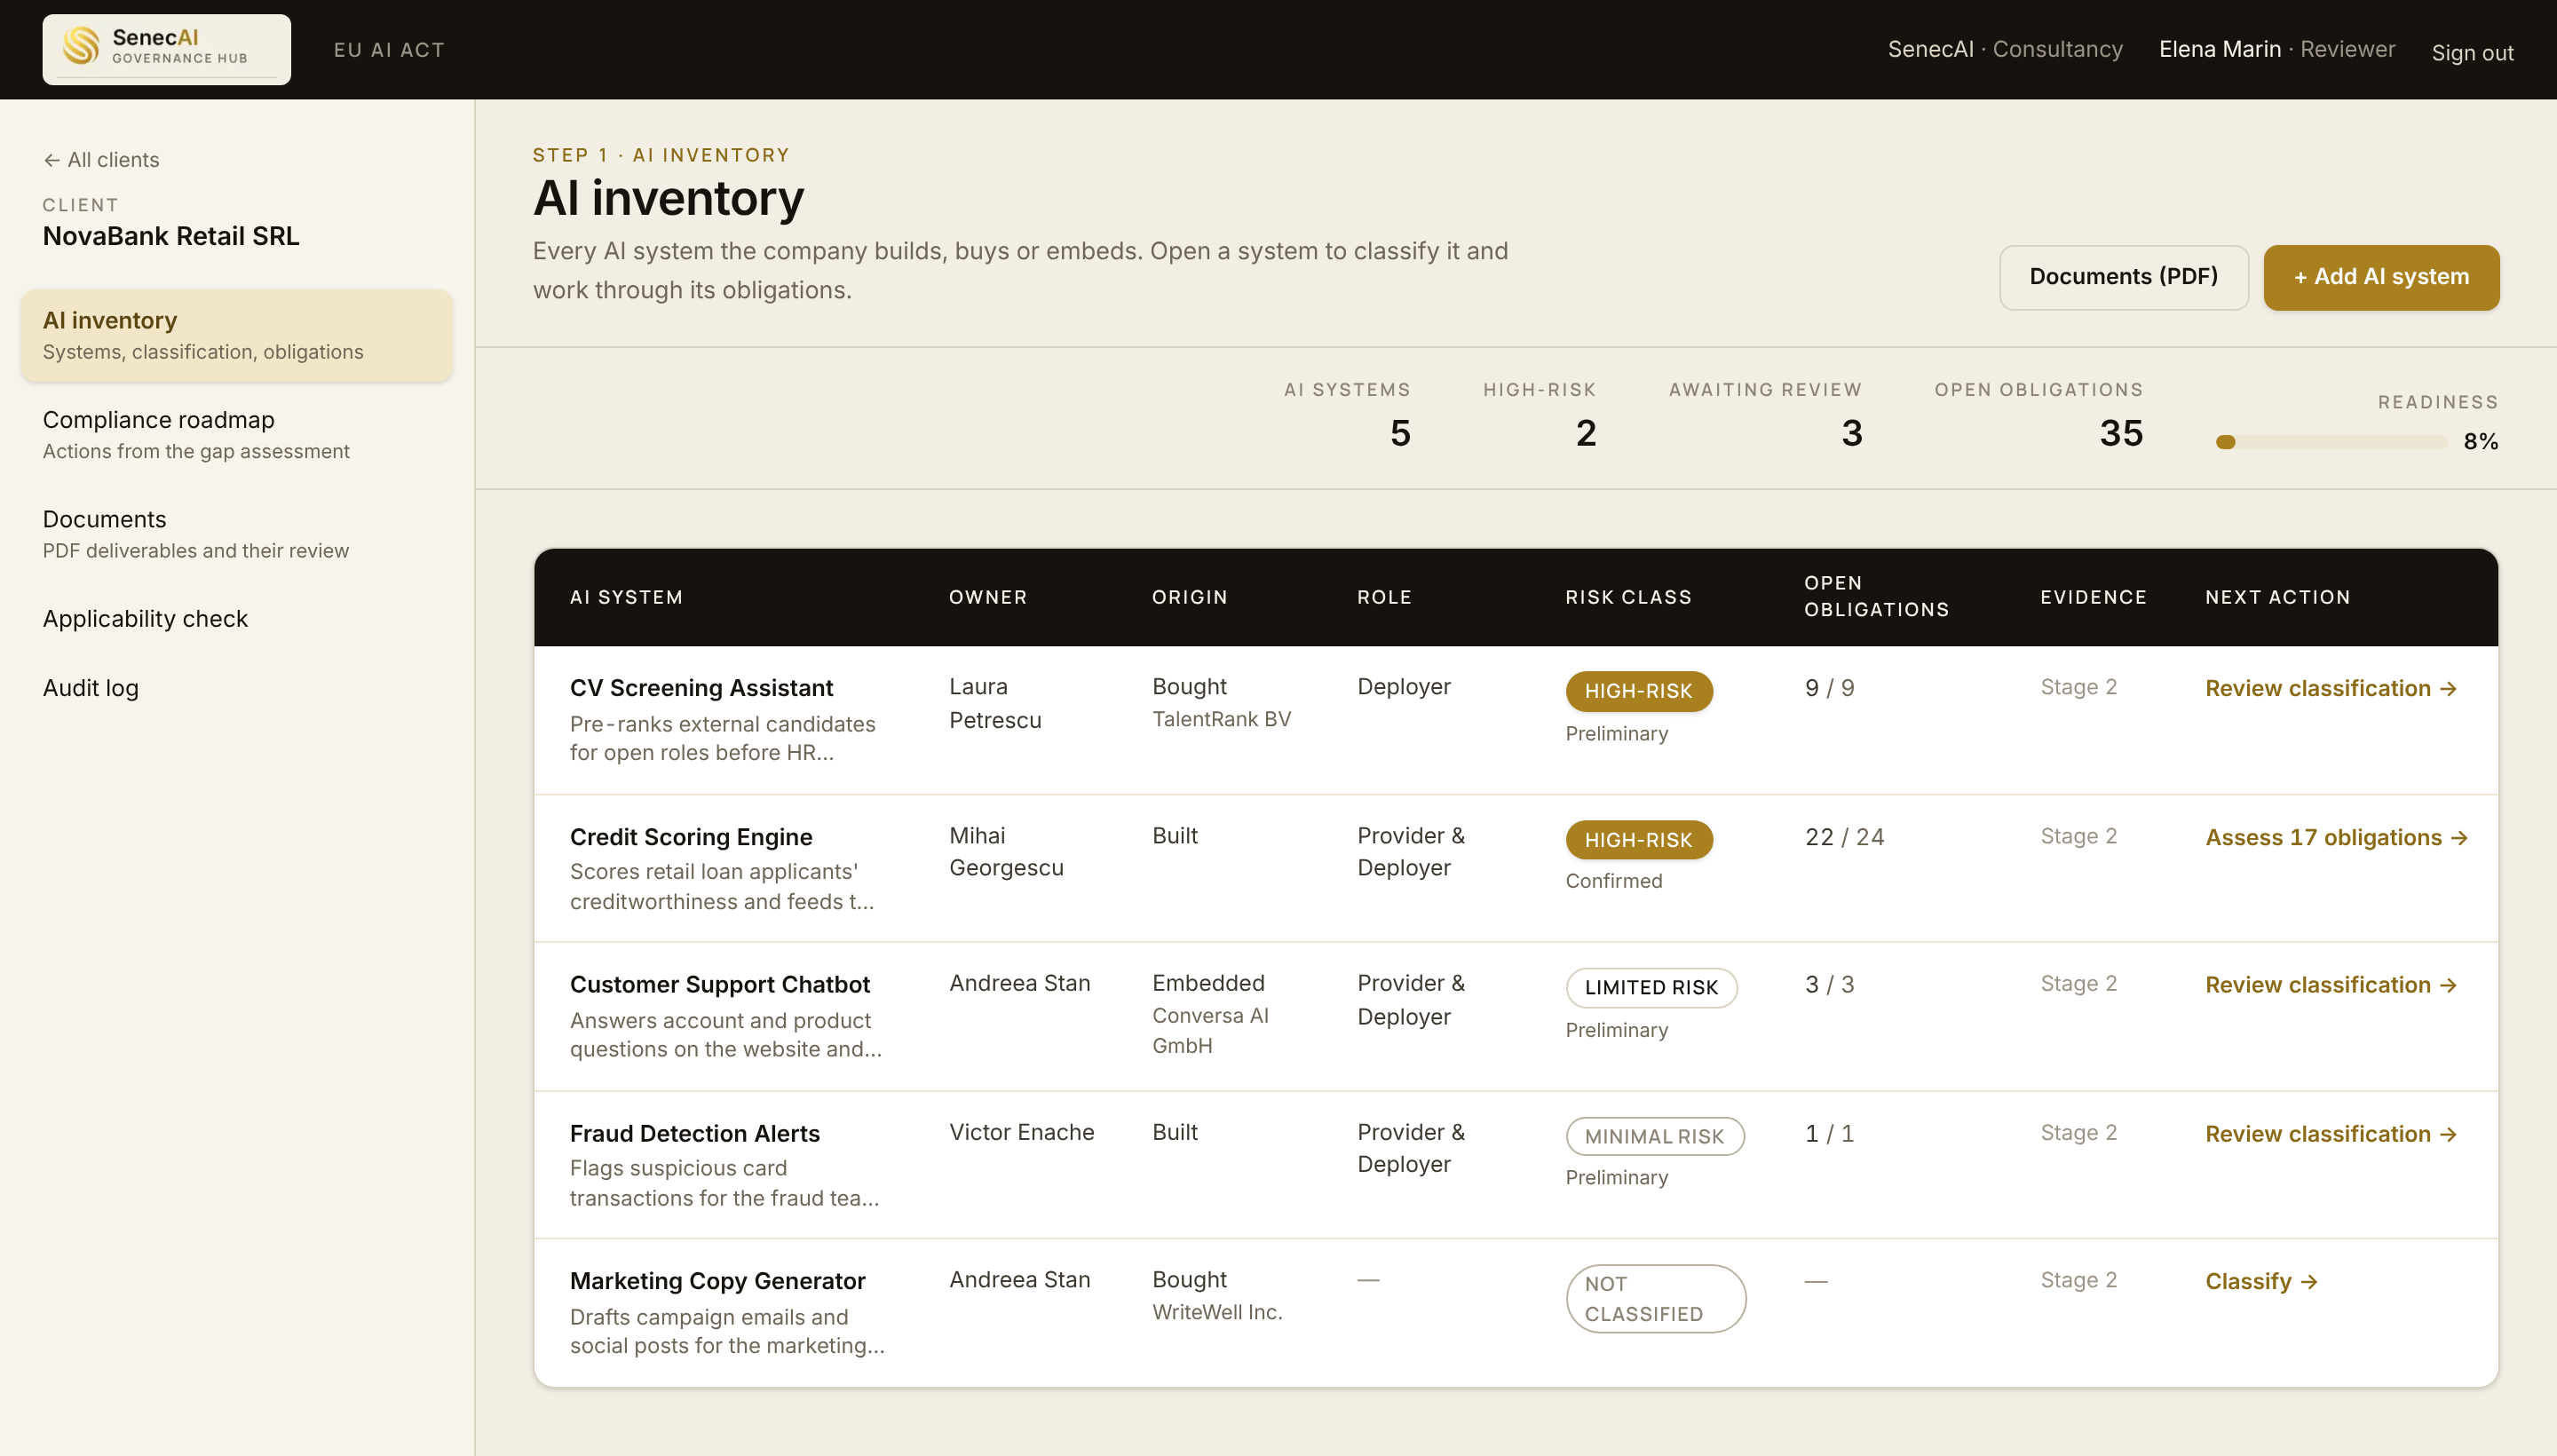 SenecAI
GOVERNANCE HUB
EU AI ACT
SenecAI · Consultancy
Elena Marin · Reviewer
Sign out
← All clients
CLIENT
NovaBank Retail SRL
AI inventory
Systems, classification, obligations
Compliance roadmap
Actions from the gap assessment
Documents
PDF deliverables and their review
Applicability check
Audit log
STEP 1 · AI INVENTORY
AI inventory
Every AI system the company builds, buys or embeds. Open a system to classify it and
work through its obligations.
Documents (PDF)
+ Add AI system
AI SYSTEMS
5
HIGH-RISK
2
AWAITING REVIEW
3
OPEN OBLIGATIONS
35
READINESS
8%
AI SYSTEM
OWNER
ORIGIN
ROLE
RISK CLASS
OPEN
OBLIGATIONS
EVIDENCE
NEXT ACTION
CV Screening Assistant
Pre-ranks external candidates
for open roles before HR...
Laura
Petrescu
Bought
TalentRank BV
Deployer
HIGH-RISK
Preliminary
9 / 9
Stage 2
Review classification →
Credit Scoring Engine
Scores retail loan applicants'
creditworthiness and feeds t...
Mihai
Georgescu
Built
Provider &
Deployer
HIGH-RISK
Confirmed
22 / 24
Stage 2
Assess 17 obligations →
Customer Support Chatbot
Answers account and product
questions on the website and...
Andreea Stan
Embedded
Conversa AI
GmbH
Provider &
Deployer
LIMITED RISK
Preliminary
3 / 3
Stage 2
Review classification →
Fraud Detection Alerts
Flags suspicious card
transactions for the fraud tea...
Victor Enache
Built
Provider &
Deployer
MINIMAL RISK
Preliminary
1 / 1
Stage 2
Review classification →
Marketing Copy Generator
Drafts campaign emails and
social posts for the marketing...
Andreea Stan
Bought
WriteWell Inc.
—
NOT
CLASSIFIED
—
Stage 2
Classify →